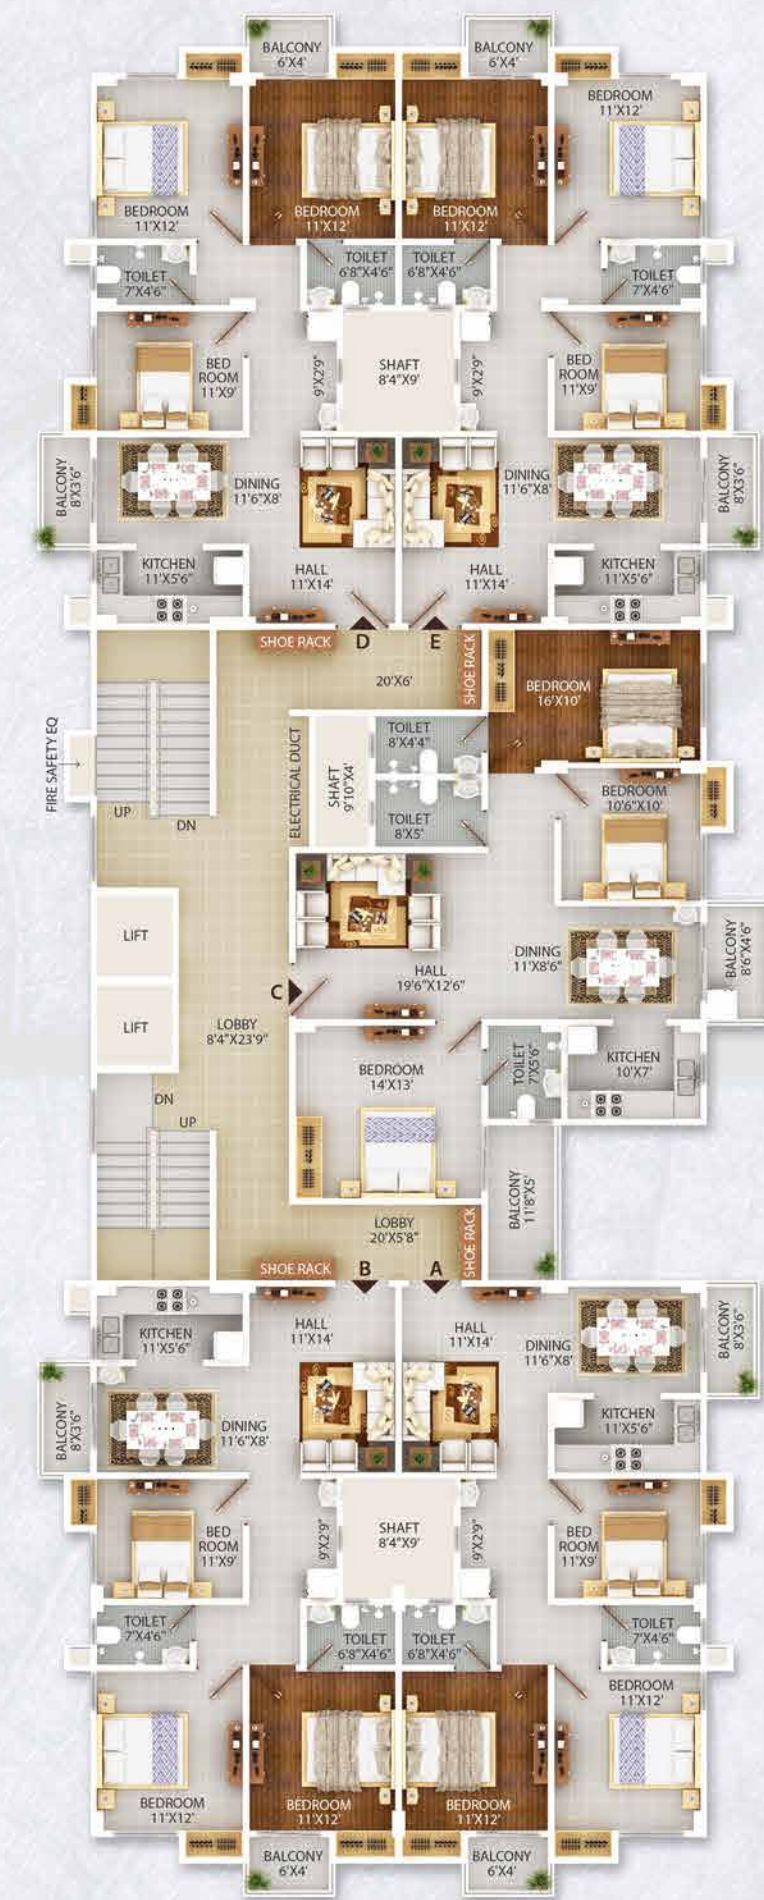 BALCONY
6'X4'
BALCONY
6'X4'
BEDROOM
11'X12'
BEDROOM
11'X12'
BEDROOM
11'X12'
BEDROOM
11'X12'
TOILET
7'X4'6"
TOILET
6'8"X4'6"
TOILET
6'8"X4'6"
TOILET
7'X4'6"
BED
ROOM
11'X9'
9'X2'9"
SHAFT
8'4"X9'
9'X2'9"
BED
ROOM
11'X9'
BALCONY
8'X3'6"
DINING
11'6"X8'
DINING
11'6"X8'
BALCONY
8'X3'6"
KITCHEN
11'X5'6"
HALL
11'X14'
HALL
11'X14'
KITCHEN
11'X5'6"
SHOE RACK
D
E
SHOE RACK
20'X6'
BEDROOM
16'X10'
FIRE SAFETY EQ
UP
DN
ELECTRICAL DUCT
SHAFT
9'10"X4'
TOILET
8'X4'4"
TOILET
8'X5'
BEDROOM
10'6"X10'
LIFT
LIFT
DINING
11'X8'6"
BALCONY
8'6"X4'6"
HALL
19'6"X12'6"
C
LOBBY
8'4"X23'9"
BEDROOM
14'X13'
TOILET
7'X5'6"
KITCHEN
10'X7'
DN
UP
BALCONY
11'8"X5'
LOBBY
20'X5'8"
SHOE RACK
SHOE RACK
B
A
KITCHEN
11'X5'6"
HALL
11'X14'
HALL
11'X14'
DINING
11'6"X8'
BALCONY
8'X3'6"
BALCONY
8'X3'6"
DINING
11'6"X8'
KITCHEN
11'X5'6"
BED
ROOM
11'X9'
9'X2'9"
SHAFT
8'4"X9'
9'X2'9"
BED
ROOM
11'X9'
TOILET
7'X4'6"
TOILET
6'8"X4'6"
TOILET
6'8"X4'6"
TOILET
7'X4'6"
BEDROOM
11'X12'
BEDROOM
11'X12'
BEDROOM
11'X12'
BEDROOM
11'X12'
BALCONY
6'X4'
BALCONY
6'X4'